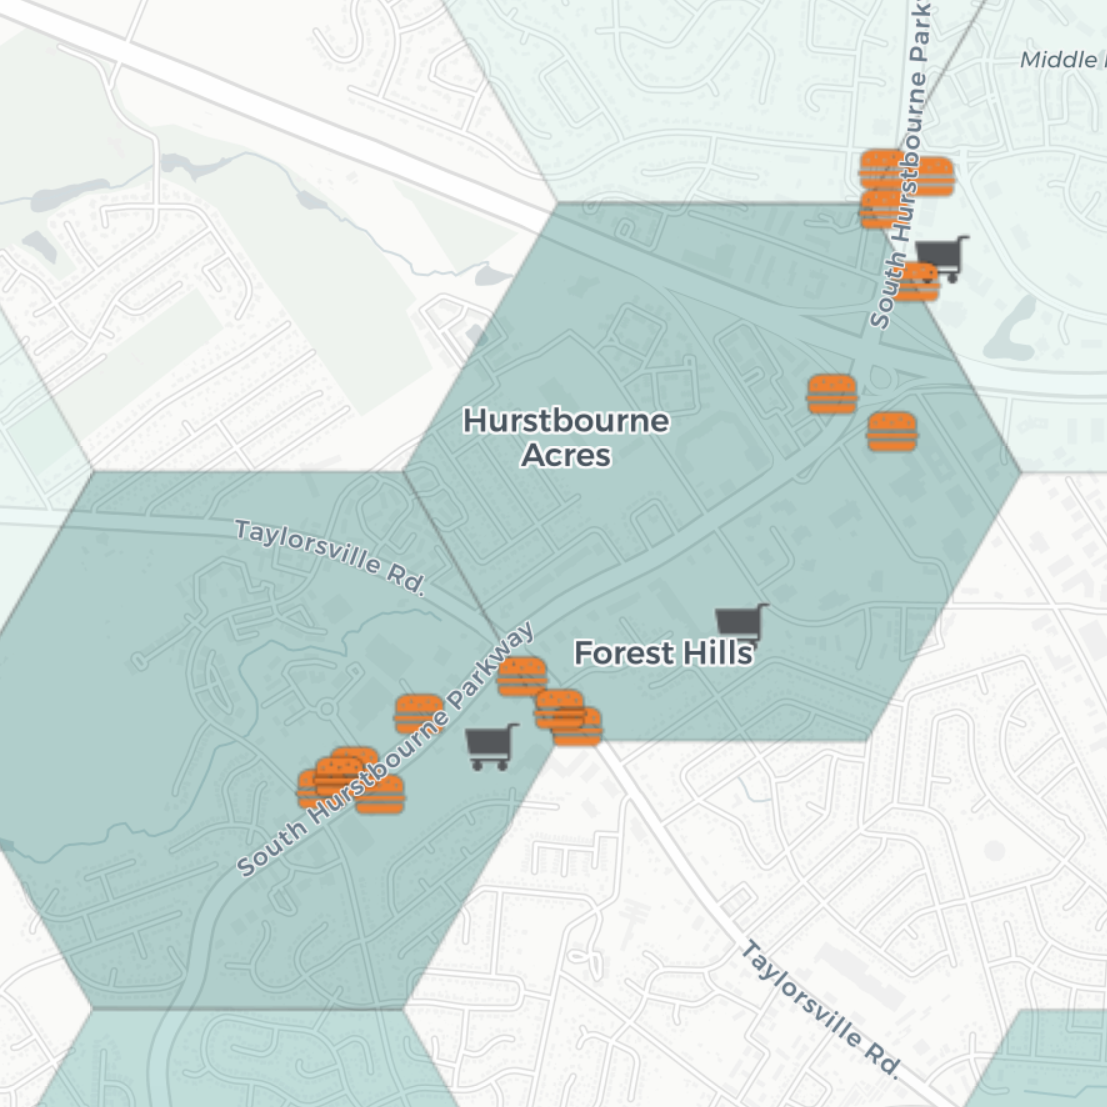 South Hurstbourne Park
Middle
Hurstbourne
Acres
Taylorsville Rd.
Forest Hills
South Hurstbourne Parkway
Taylorsville Rd.